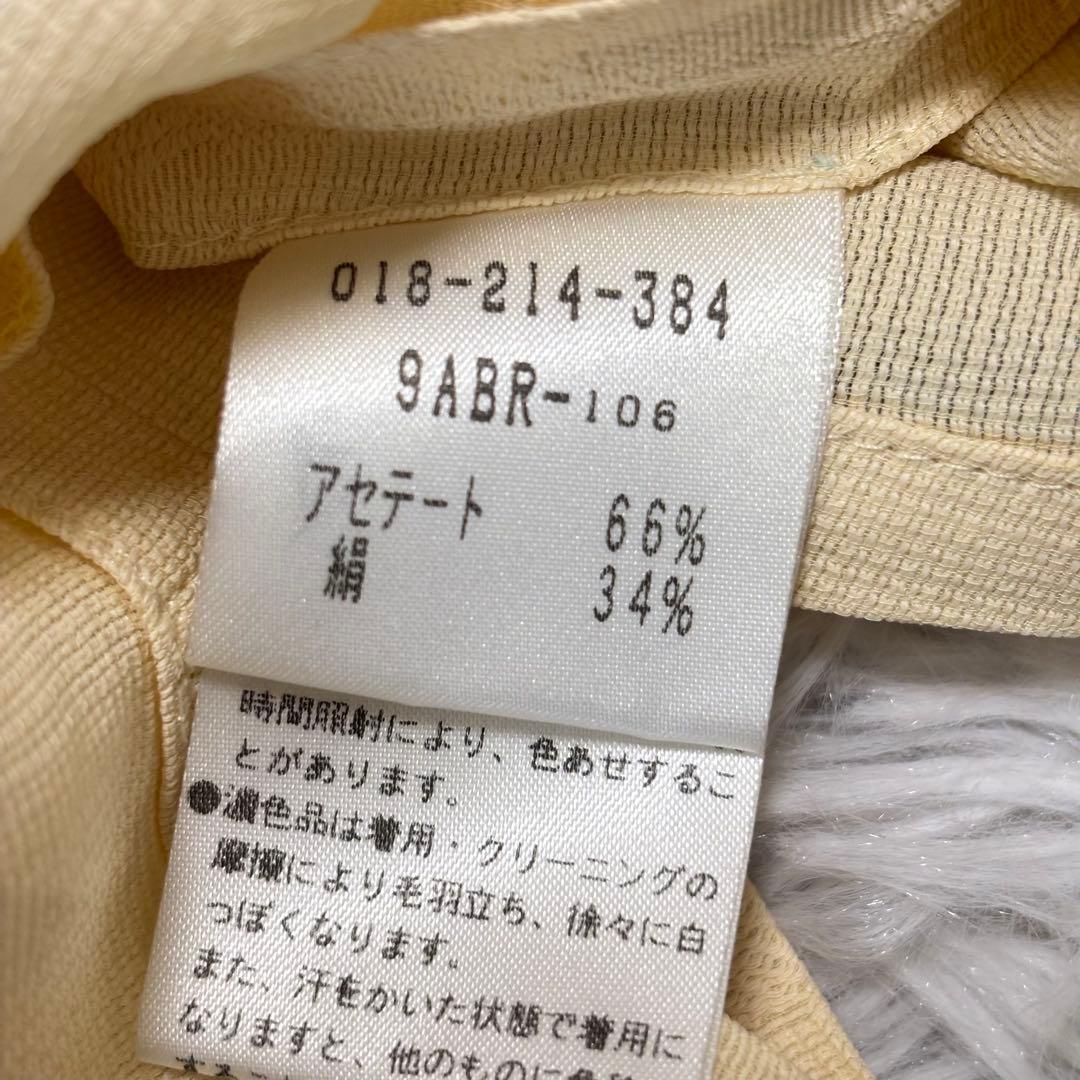 018-214-384
9ABR-106
アセテート 66%
絹 34%
時間照射により、色あせするこ
とがあります。
●濃色品は着用・クリーニングの
摩擦により毛羽立ち、徐々に白
っぽくなります。
また、汗をかいた状態で着用に
なりますと、他のものに色